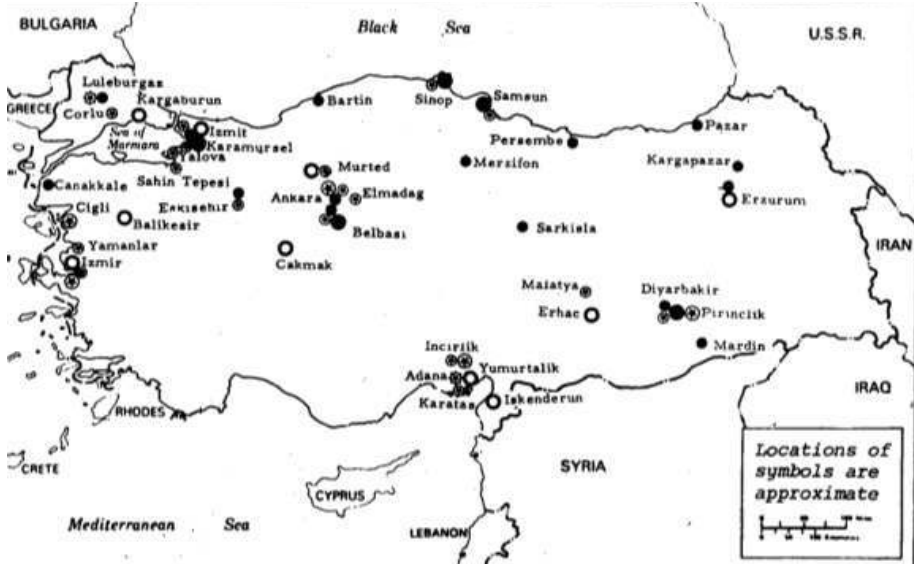 BULGARIA
Black Sea
U.S.S.R.
Luleburgaz
Kargaburun
GREECE
Corlu
Sea of
Marmara
Izmit
Karamursel
Yalova
Sahin Tepesi
Bartin
Sinop
Samsun
Persembe
Pazar
Merzifon
Kargapazar
Murted
Canakkale
Eskisehir
Ankara
Elmadag
Erzurum
Cigli
Balikesir
Belbası
Sarkisla
IRAN
Yamanlar
Izmir
Cakmak
Malatya
Diyarbakir
Erhac
Pirinclik
Mardin
Incirlik
Adana
Yumurtalik
Karatas
Iskenderun
IRAQ
RHODES
CRETE
SYRIA
CYPRUS
LEBANON
Mediterranean Sea
Locations of
symbols are
approximate